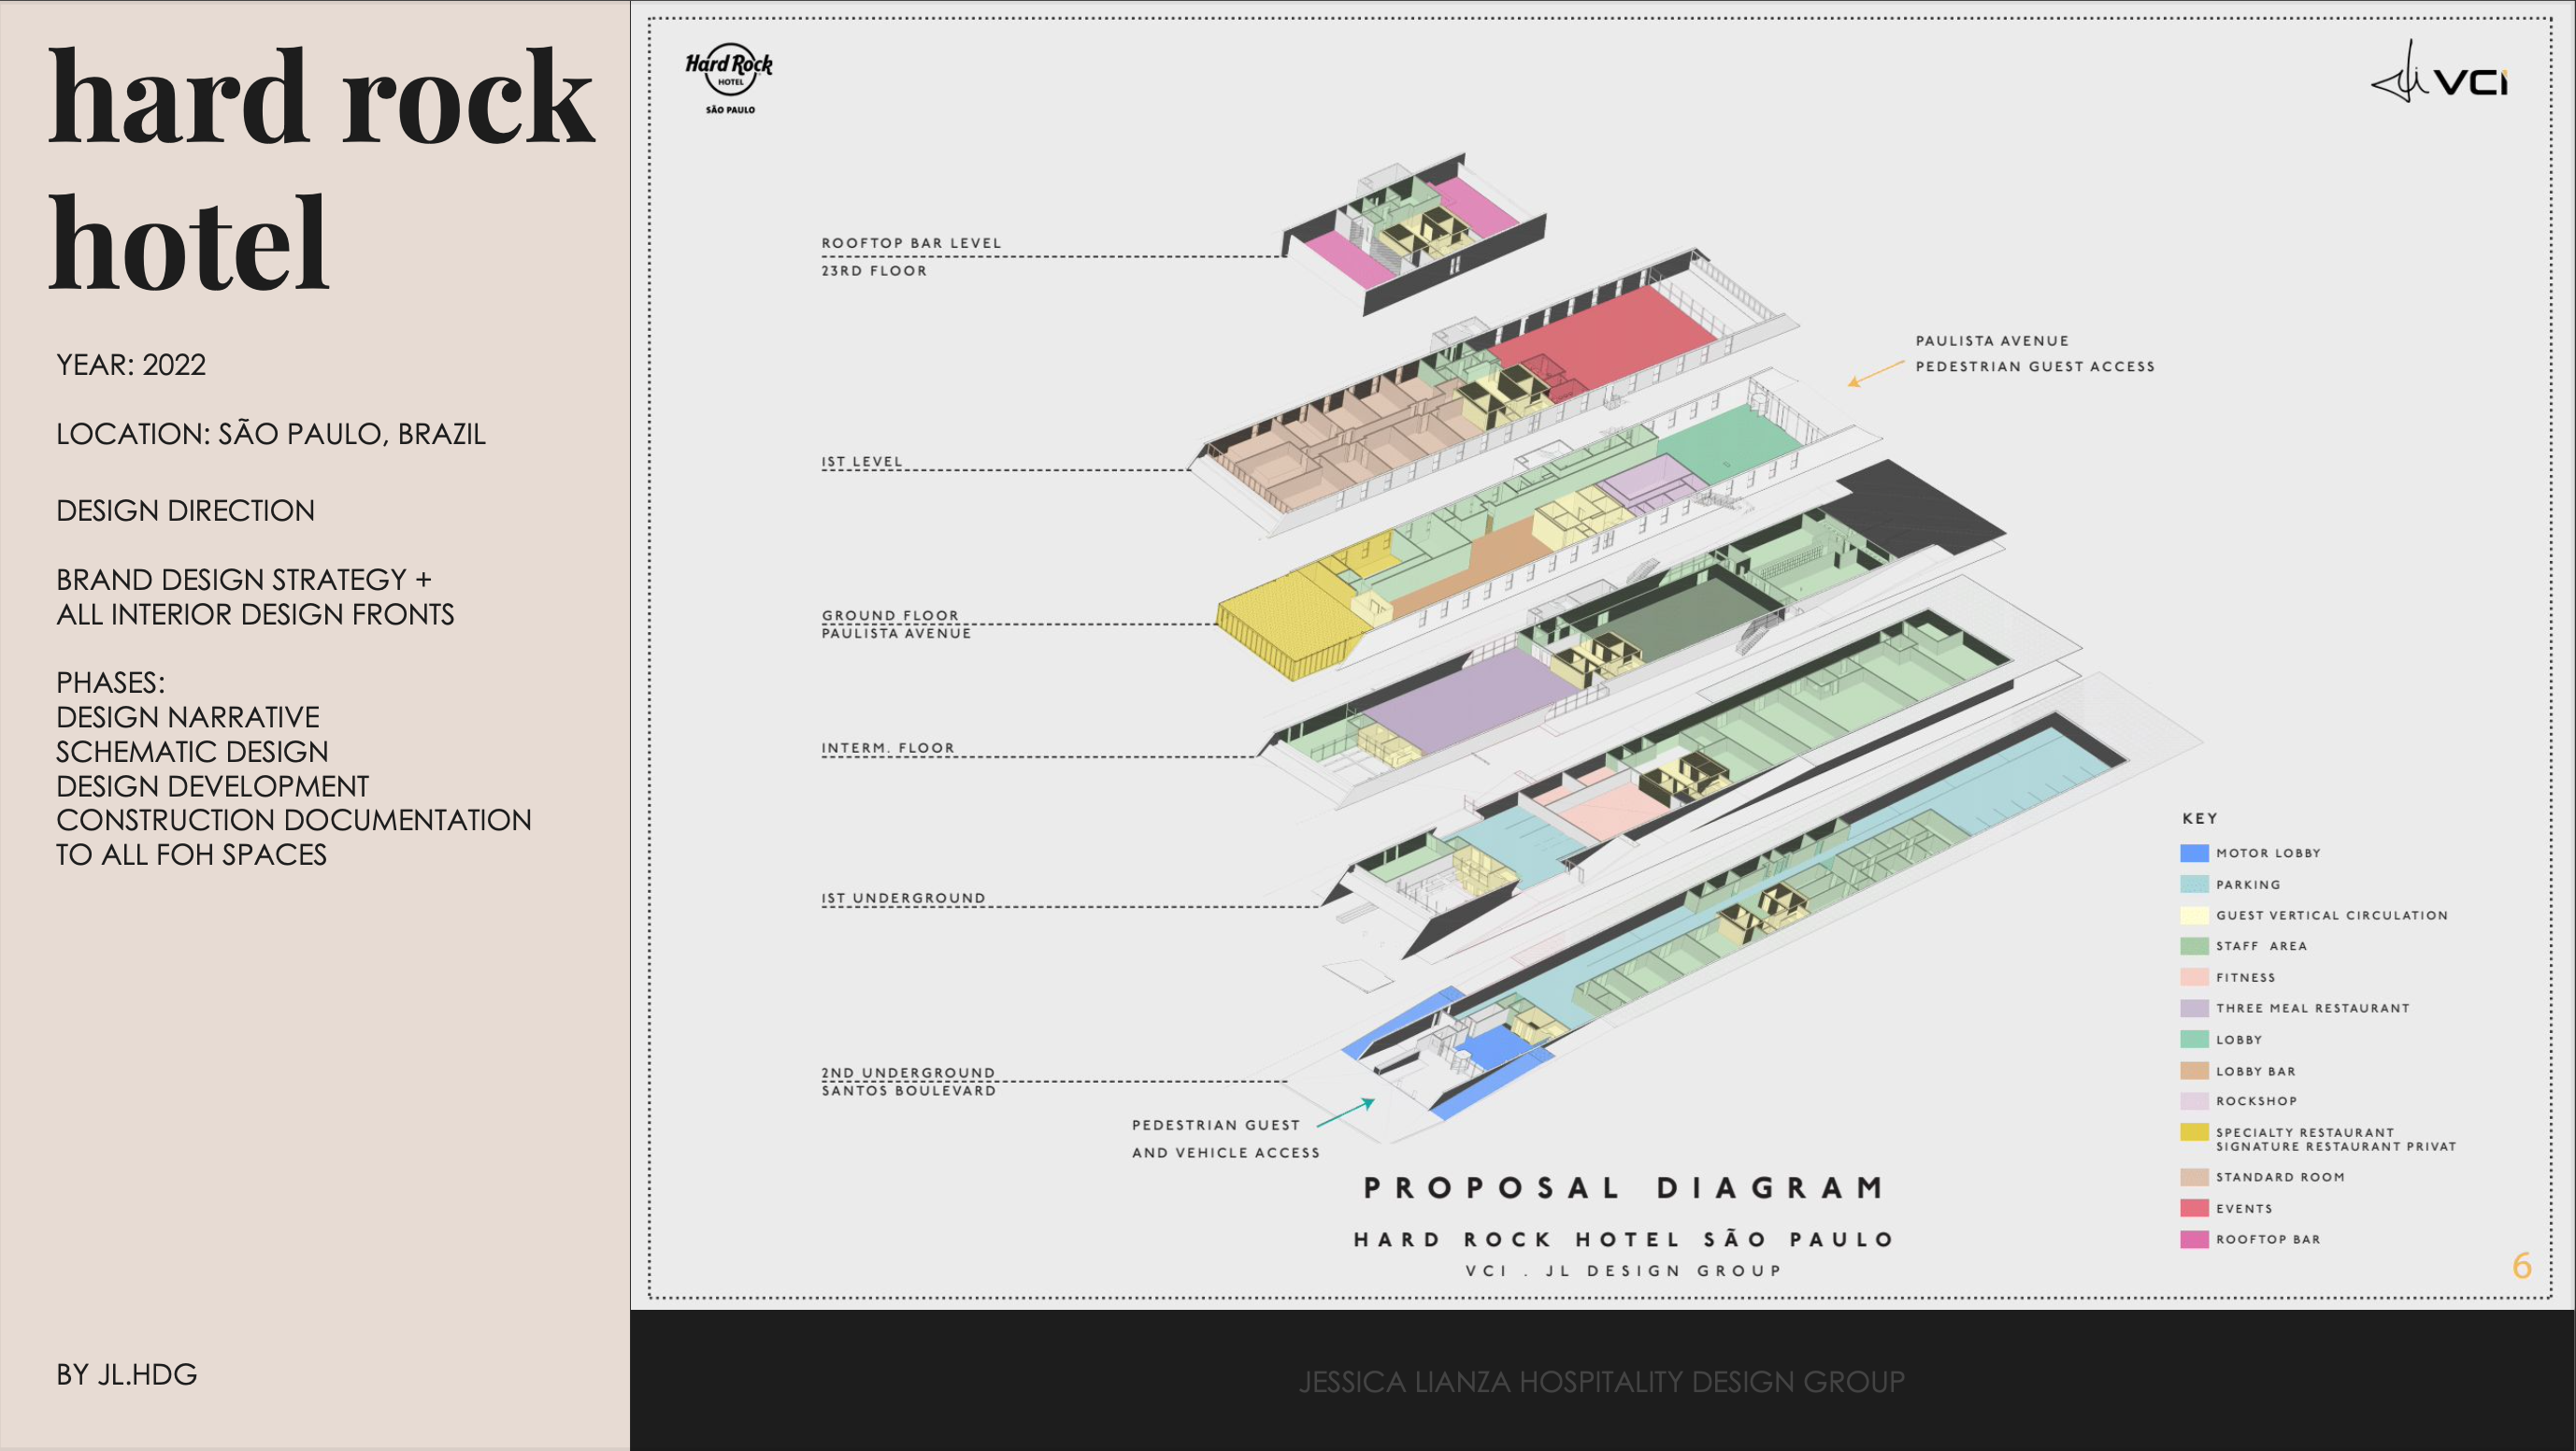 hard rock
hotel
YEAR: 2022
LOCATION: SÃO PAULO, BRAZIL
DESIGN DIRECTION
BRAND DESIGN STRATEGY +
ALL INTERIOR DESIGN FRONTS
PHASES:
DESIGN NARRATIVE
SCHEMATIC DESIGN
DESIGN DEVELOPMENT
CONSTRUCTION DOCUMENTATION
TO ALL FOH SPACES
BY JL.HDG
Hard Rock
HOTEL
SÃO PAULO
VCI
ROOFTOP BAR LEVEL
23RD FLOOR
PAULISTA AVENUE
PEDESTRIAN GUEST ACCESS
1ST LEVEL
GROUND FLOOR
PAULISTA AVENUE
INTERM. FLOOR
1ST UNDERGROUND
2ND UNDERGROUND
SANTOS BOULEVARD
PEDESTRIAN GUEST
AND VEHICLE ACCESS
KEY
MOTOR LOBBY
PARKING
GUEST VERTICAL CIRCULATION
STAFF AREA
FITNESS
THREE MEAL RESTAURANT
LOBBY
LOBBY BAR
ROCKSHOP
SPECIALTY RESTAURANT
SIGNATURE RESTAURANT PRIVAT
STANDARD ROOM
EVENTS
ROOFTOP BAR
PROPOSAL DIAGRAM
HARD ROCK HOTEL SÃO PAULO
VCI . JL DESIGN GROUP
6
JESSICA LIANZA HOSPITALITY DESIGN GROUP